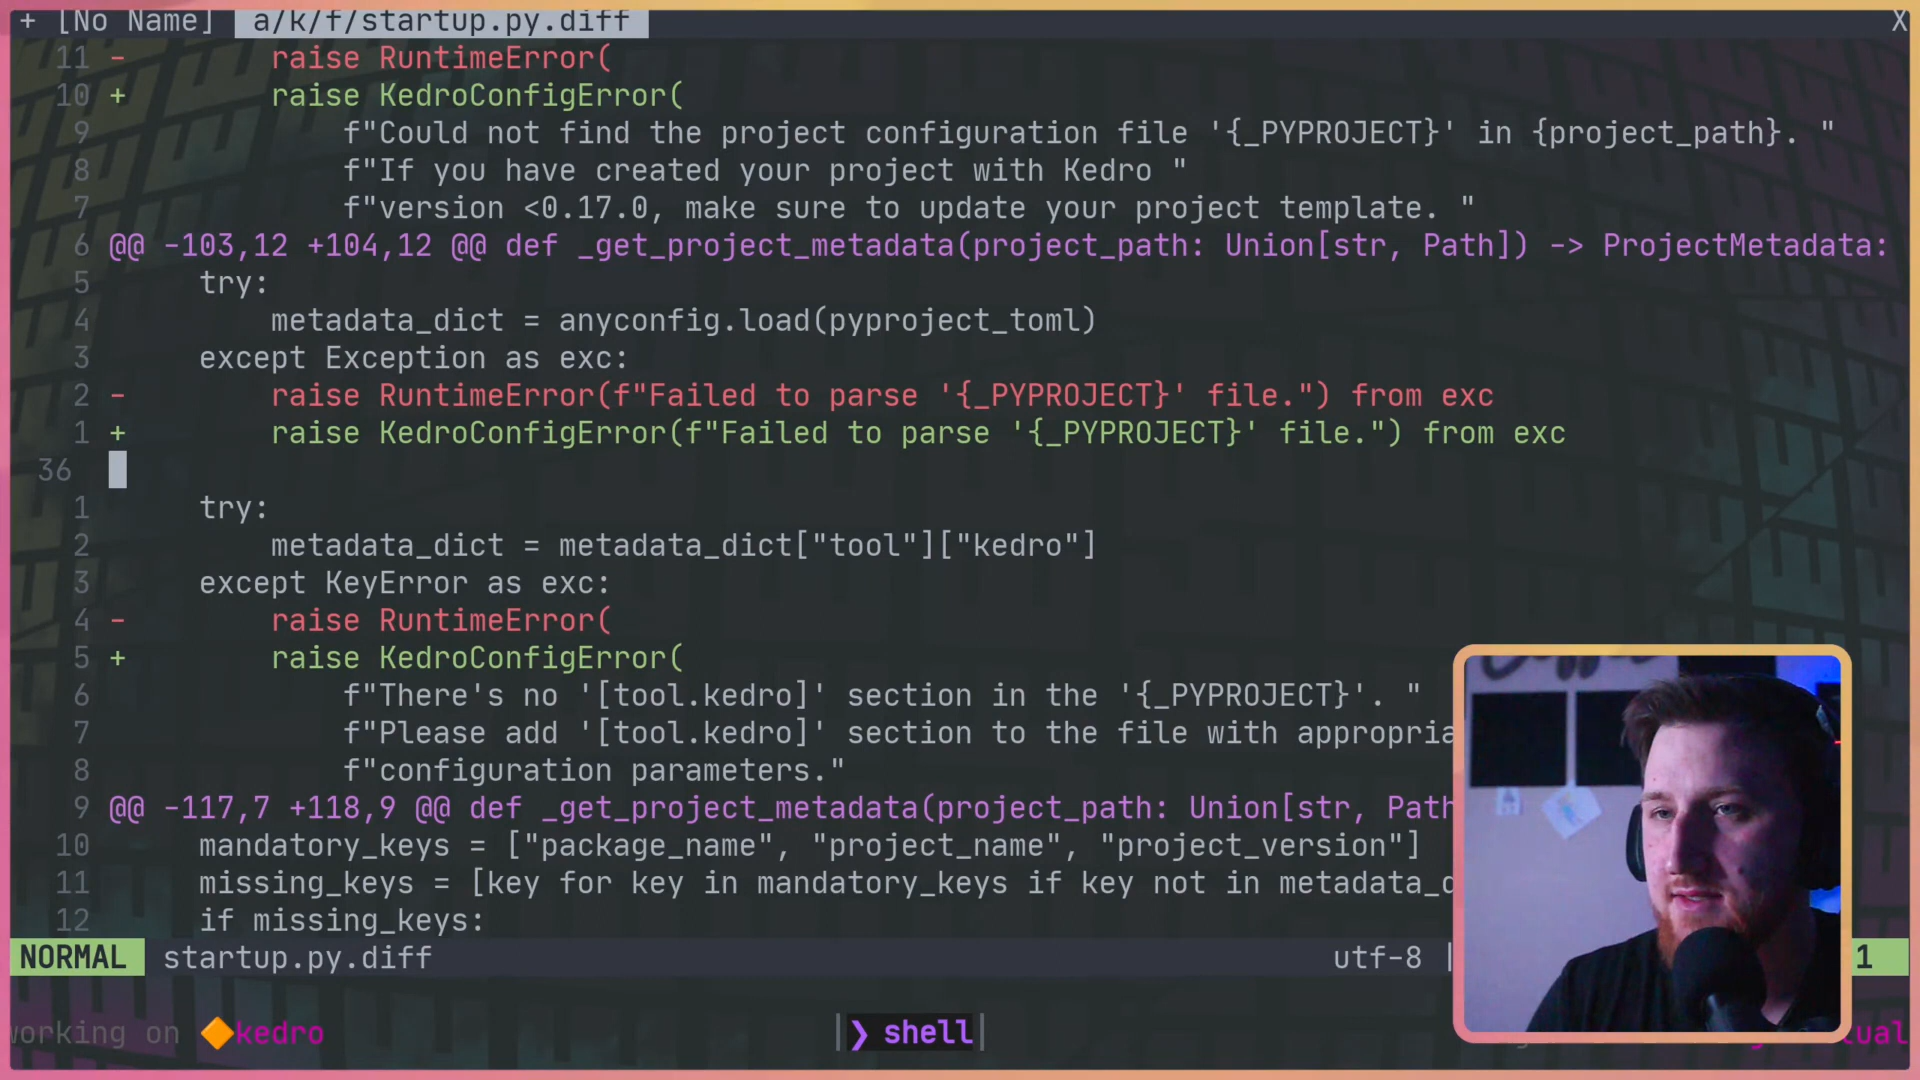 + [No Name] a/k/f/startup.py.diff X
11 - raise RuntimeError(
10 + raise KedroConfigError(
9 f"Could not find the project configuration file '{_PYPROJECT}' in {project_path}. "
8 f"If you have created your project with Kedro "
7 f"version <0.17.0, make sure to update your project template. "
6 @@ -103,12 +104,12 @@ def _get_project_metadata(project_path: Union[str, Path]) -> ProjectMetadata:
5 try:
4 metadata_dict = anyconfig.load(pyproject_toml)
3 except Exception as exc:
2 - raise RuntimeError(f"Failed to parse '{_PYPROJECT}' file.") from exc
1 + raise KedroConfigError(f"Failed to parse '{_PYPROJECT}' file.") from exc
36
1 try:
2 metadata_dict = metadata_dict["tool"]["kedro"]
3 except KeyError as exc:
4 - raise RuntimeError(
5 + raise KedroConfigError(
6 f"There's no '[tool.kedro]' section in the '{_PYPROJECT}'. "
7 f"Please add '[tool.kedro]' section to the file with appropria
8 f"configuration parameters."
9 @@ -117,7 +118,9 @@ def _get_project_metadata(project_path: Union[str, Path
10 mandatory_keys = ["package_name", "project_name", "project_version"]
11 missing_keys = [key for key in mandatory_keys if key not in metadata_d
12 if missing_keys:
NORMAL startup.py.diff utf-8 | 1
working on kedro |❯ shell|